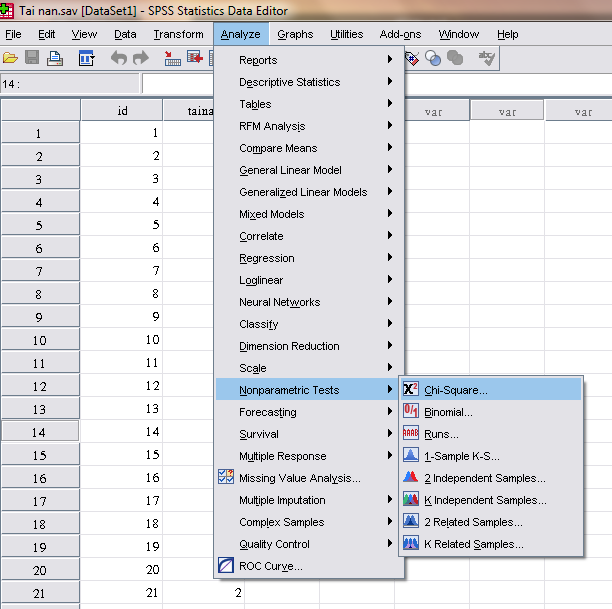 Tai nan.sav [DataSet1] - SPSS Statistics Data Editor
File Edit View Data Transform Analyze Graphs Utilities Add-ons Window Help
14 :
id taina var var var
1 1
2 2
3 3
4 4
5 5
6 6
7 7
8 8
9 9
10 10
11 11
12 12
13 13
14 14
15 15
16 16
17 17
18 18
19 19
20 20
21 21 2
Reports
Descriptive Statistics
Tables
RFM Analysis
Compare Means
General Linear Model
Generalized Linear Models
Mixed Models
Correlate
Regression
Loglinear
Neural Networks
Classify
Dimension Reduction
Scale
Nonparametric Tests
Forecasting
Survival
Multiple Response
Missing Value Analysis...
Multiple Imputation
Complex Samples
Quality Control
ROC Curve...
Chi-Square...
Binomial...
Runs...
1-Sample K-S...
2 Independent Samples...
K Independent Samples...
2 Related Samples...
K Related Samples...